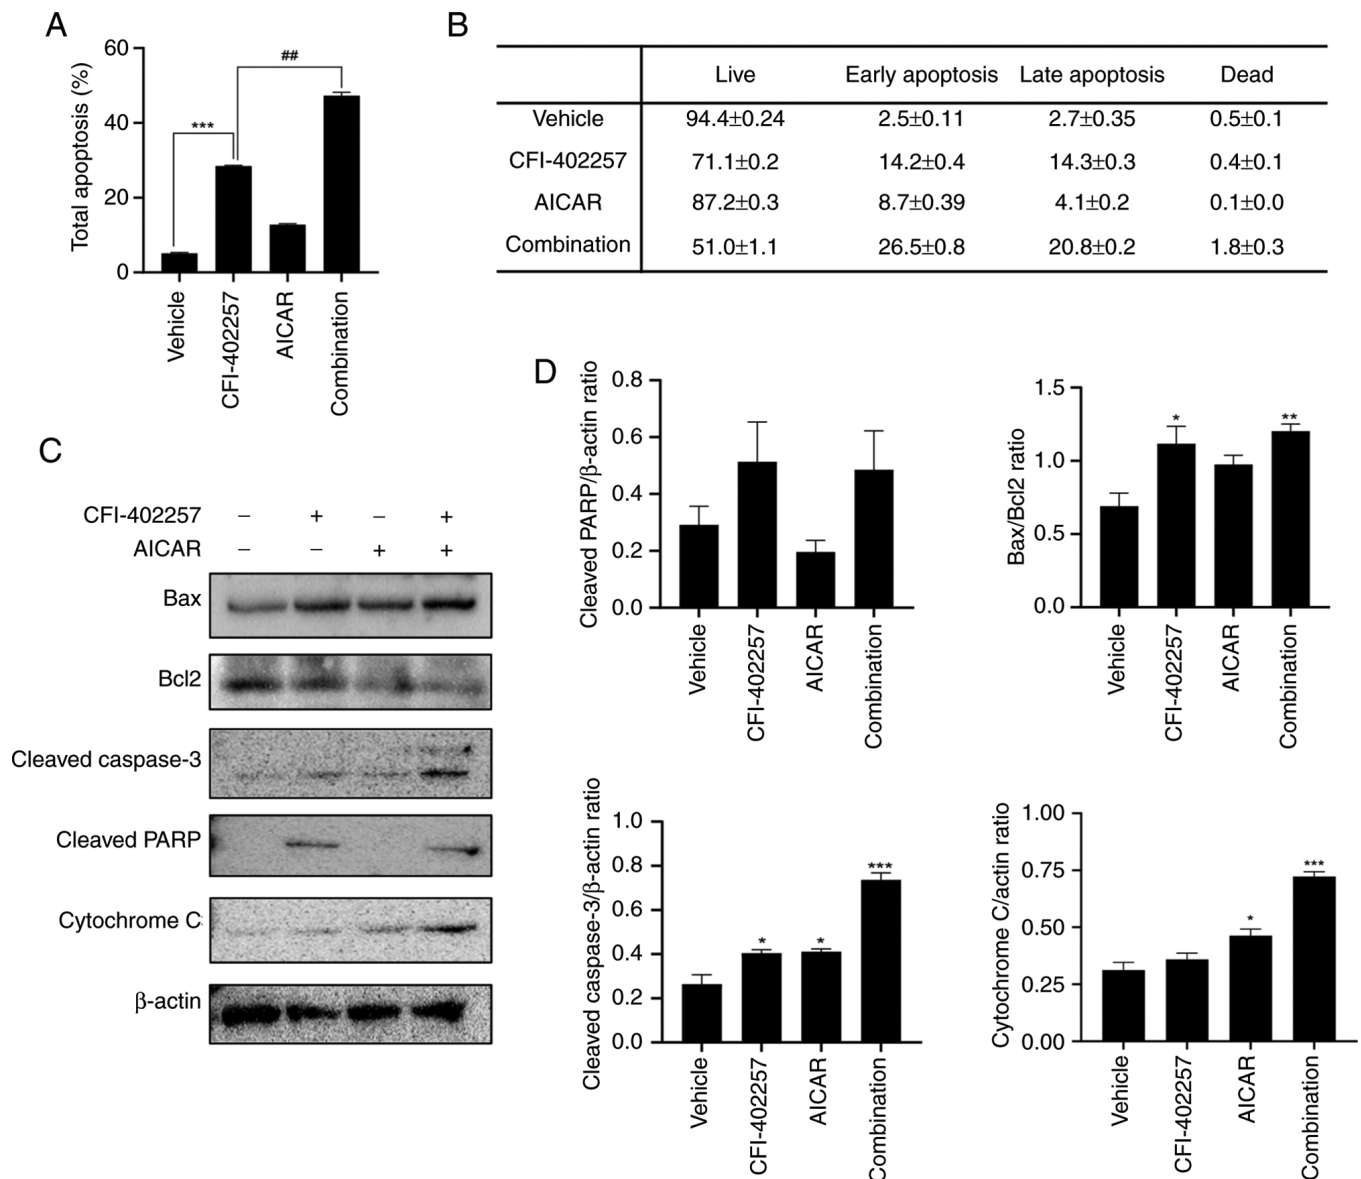 A
Total apoptosis (%)
60
40
20
0
***
##
Vehicle
CFI-402257
AICAR
Combination
B
Live Early apoptosis Late apoptosis Dead
Vehicle 94.4±0.24 2.5±0.11 2.7±0.35 0.5±0.1
CFI-402257 71.1±0.2 14.2±0.4 14.3±0.3 0.4±0.1
AICAR 87.2±0.3 8.7±0.39 4.1±0.2 0.1±0.0
Combination 51.0±1.1 26.5±0.8 20.8±0.2 1.8±0.3
C
CFI-402257 – + – +
AICAR – – + +
Bax
Bcl2
Cleaved caspase-3
Cleaved PARP
Cytochrome C
β-actin
D
Cleaved PARP/β-actin ratio
0.8
0.6
0.4
0.2
0.0
Vehicle
CFI-402257
AICAR
Combination
Bax/Bcl2 ratio
1.5
1.0
0.5
0.0
*
**
Vehicle
CFI-402257
AICAR
Combination
Cleaved caspase-3/β-actin ratio
1.0
0.8
0.6
0.4
0.2
0.0
*
*
***
Vehicle
CFI-402257
AICAR
Combination
Cytochrome C/actin ratio
1.00
0.75
0.50
0.25
0.00
*
***
Vehicle
CFI-402257
AICAR
Combination